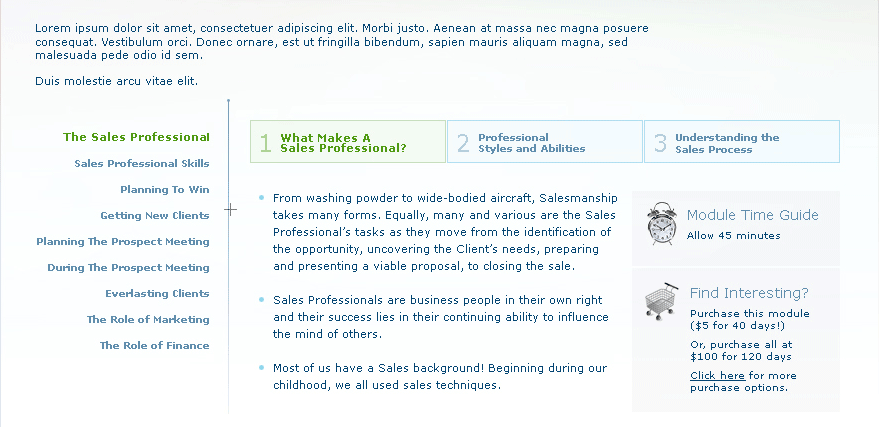 Lorem ipsum dolor sit amet, consectetuer adipiscing elit. Morbi justo. Aenean at massa nec magna posuere
consequat. Vestibulum orci. Donec ornare, est ut fringilla bibendum, sapien mauris aliquam magna, sed
malesuada pede odio id sem.
Duis molestie arcu vitae elit.
The Sales Professional
Sales Professional Skills
Planning To Win
Getting New Clients
Planning The Prospect Meeting
During The Prospect Meeting
Everlasting Clients
The Role of Marketing
The Role of Finance
1 What Makes A
Sales Professional?
2 Professional
Styles and Abilities
3 Understanding the
Sales Process
From washing powder to wide-bodied aircraft, Salesmanship
takes many forms. Equally, many and various are the Sales
Professional's tasks as they move from the identification of
the opportunity, uncovering the Client's needs, preparing
and presenting a viable proposal, to closing the sale.
Sales Professionals are business people in their own right
and their success lies in their continuing ability to influence
the mind of others.
Most of us have a Sales background! Beginning during our
childhood, we all used sales techniques.
Module Time Guide
Allow 45 minutes
Find Interesting?
Purchase this module
($5 for 40 days!)
Or, purchase all at
$100 for 120 days
Click here for more
purchase options.